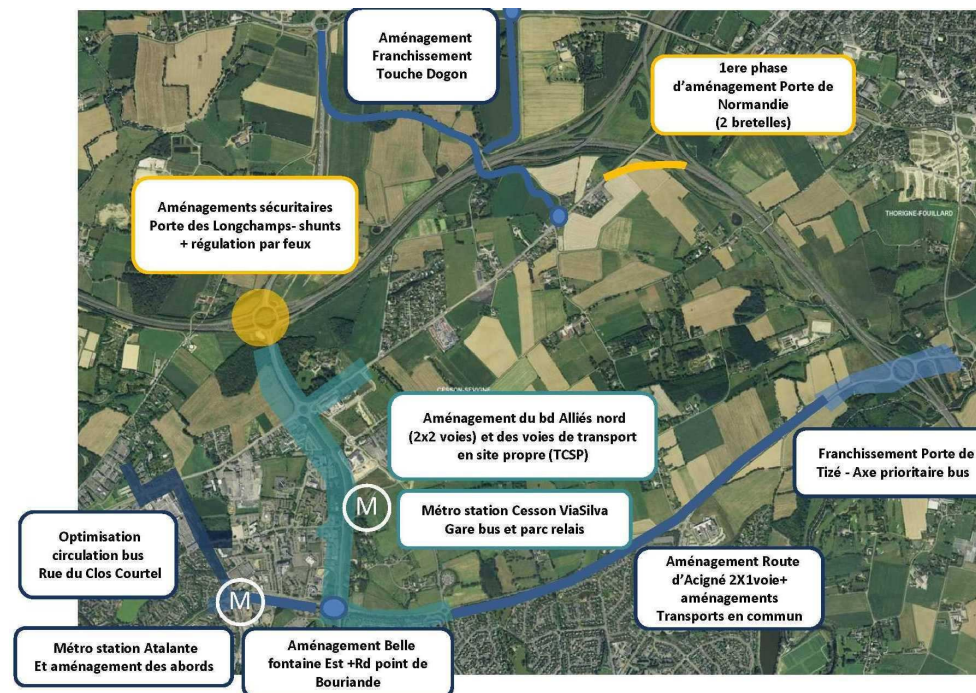 Aménagement
Franchissement
Touche Dogon
1ere phase
d'aménagement Porte de
Normandie
(2 bretelles)
Aménagements sécuritaires
Porte des Longchamps- shunts
+ régulation par feux
THORIGNE-FOUILLARD
CESSON-SEVIGNE
Aménagement du bd Alliés nord
(2x2 voies) et des voies de transport
en site propre (TCSP)
Franchissement Porte de
Tizé - Axe prioritaire bus
M
Métro station Cesson ViaSilva
Gare bus et parc relais
Optimisation
circulation bus
Rue du Clos Courtel
Aménagement Route
d'Acigné 2X1voie+
aménagements
Transports en commun
M
Métro station Atalante
Et aménagement des abords
Aménagement Belle
fontaine Est +Rd point de
Bouriande